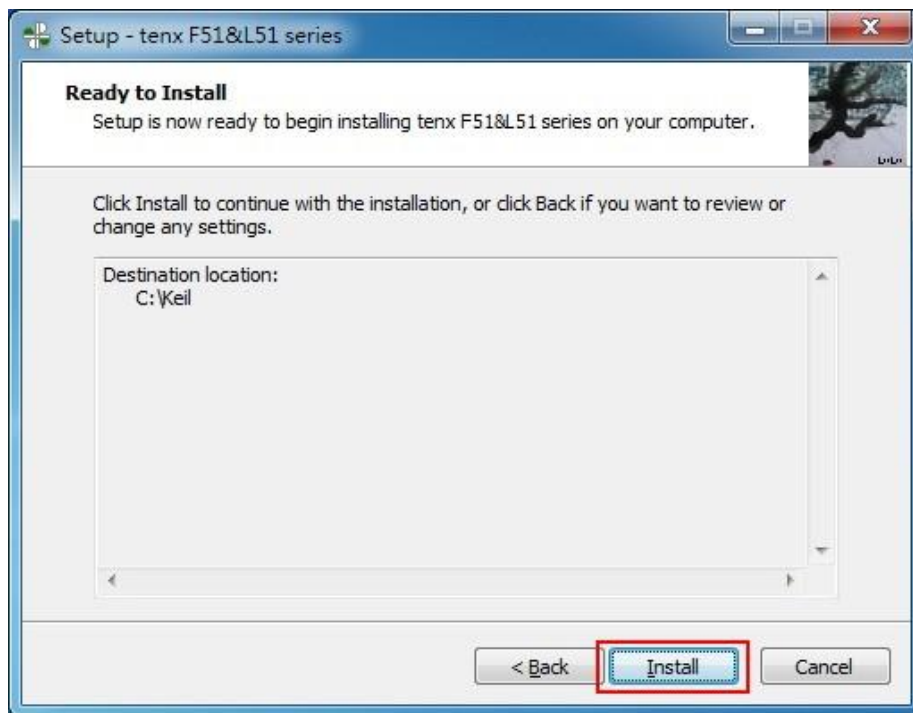 Setup - tenx F51&L51 series
Ready to Install
Setup is now ready to begin installing tenx F51&L51 series on your computer.
Click Install to continue with the installation, or click Back if you want to review or
change any settings.
Destination location:
C:\Keil
< Back
Install
Cancel